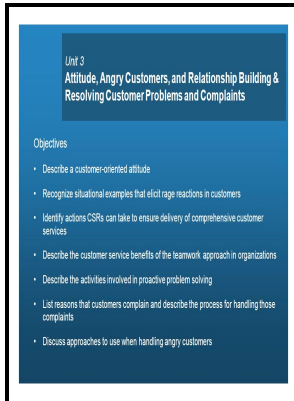 Unit 3
Attitude, Angry Customers, and Relationship Building &
Resolving Customer Problems and Complaints
Objectives
• Describe a customer-oriented attitude
• Recognize situational examples that elicit rage reactions in customers
• Identify actions CSRs can take to ensure delivery of comprehensive customer
services
• Describe the customer service benefits of the teamwork approach in organizations
• Describe the activities involved in proactive problem solving
• List reasons that customers complain and describe the process for handling those
complaints
• Discuss approaches to use when handling angry customers